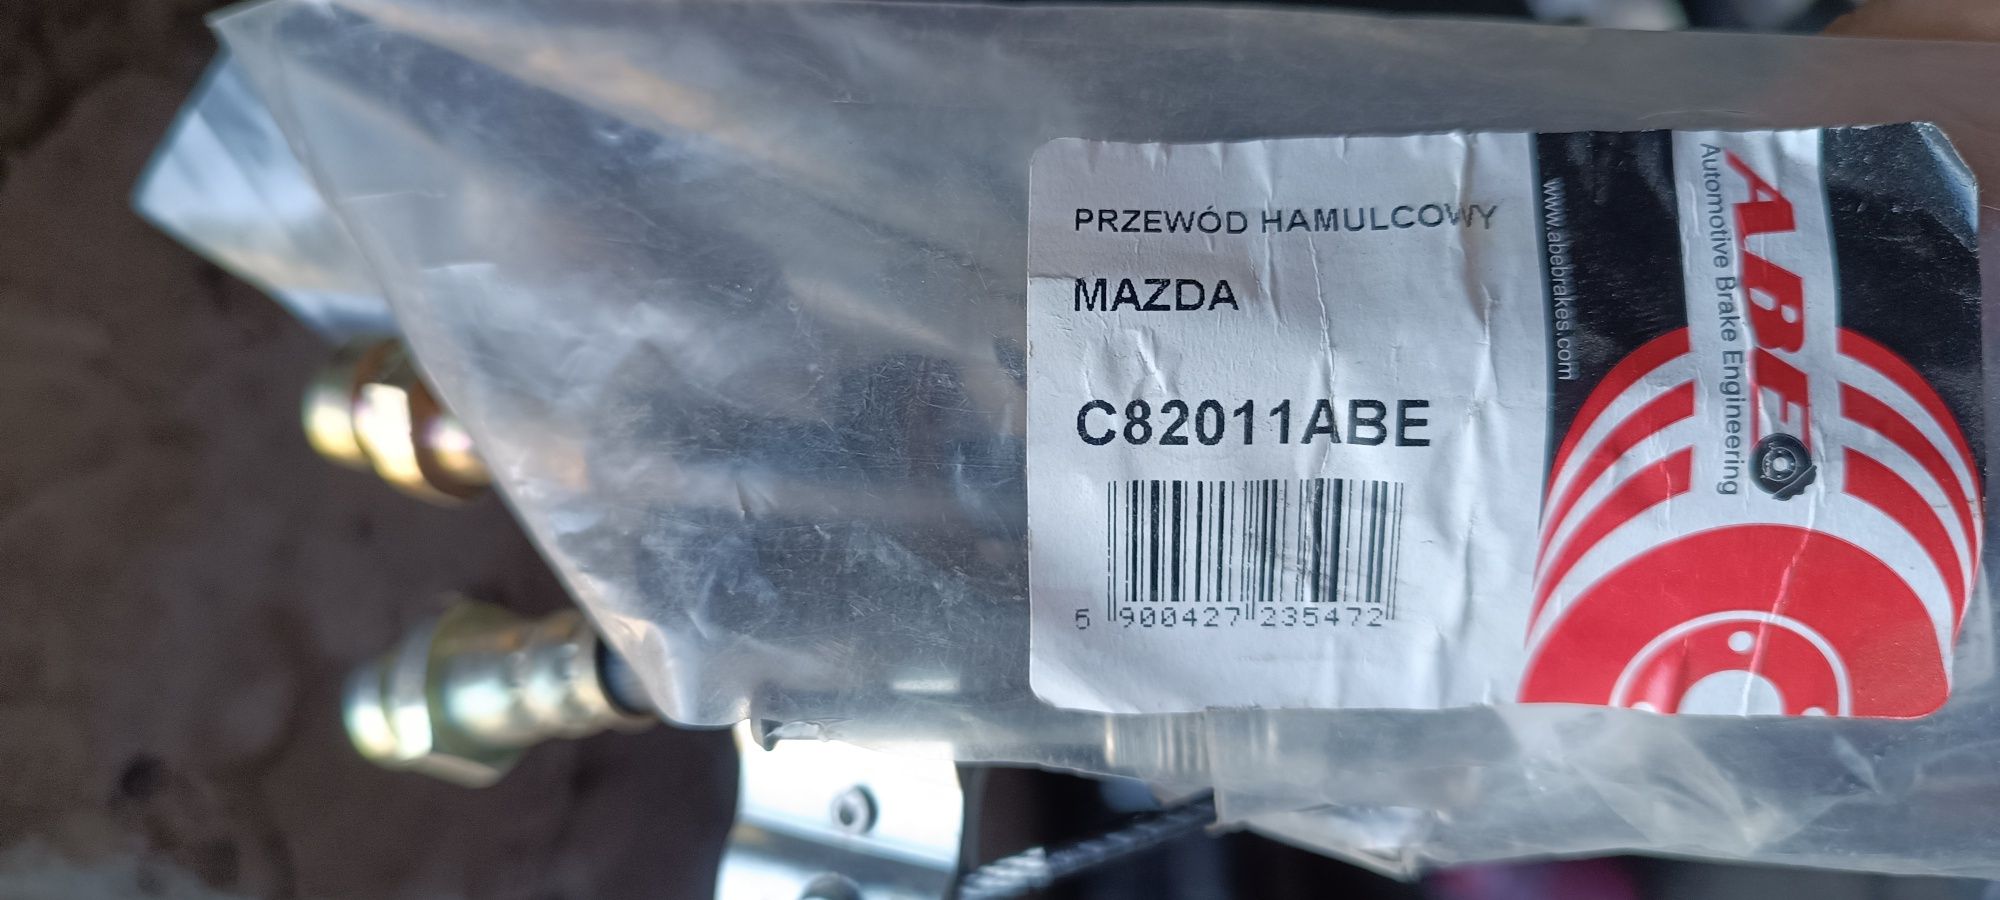 PRZEWÓD HAMULCOWY
MAZDA
C82011ABE
5 900427 235472
www.abebrakes.com
ABE
Automotive Brake Engineering